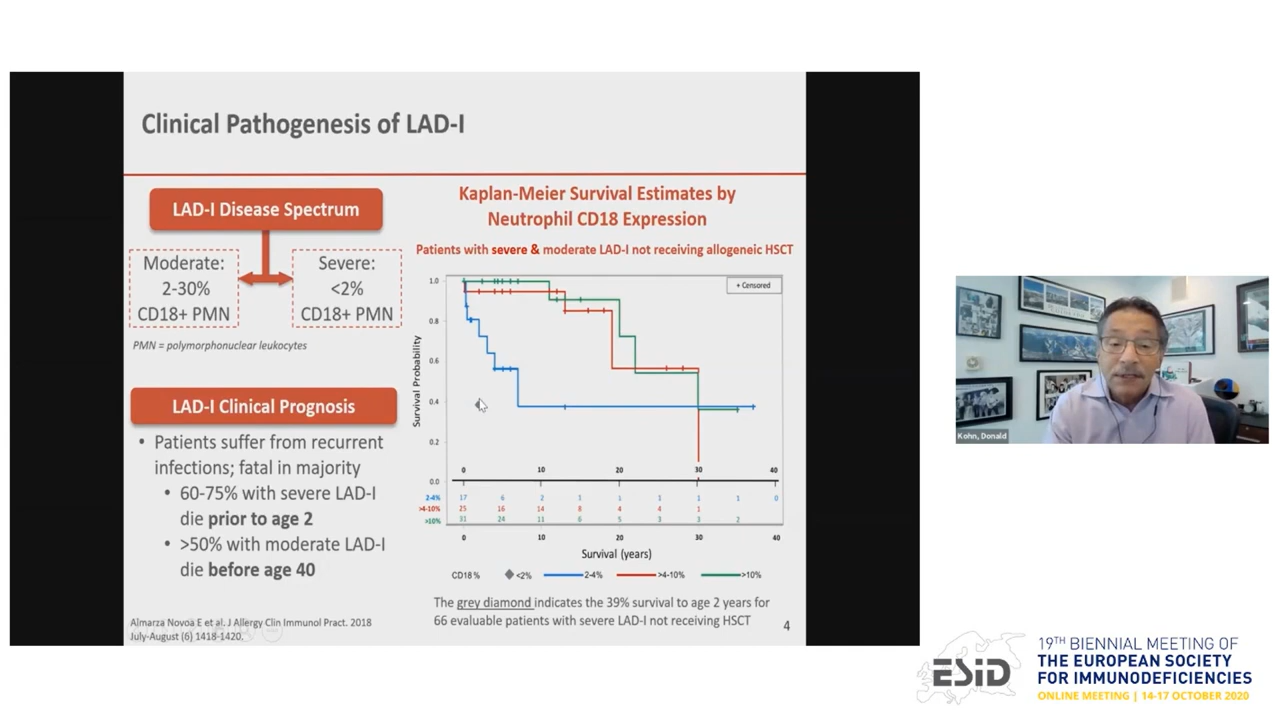 Clinical Pathogenesis of LAD-I
LAD-I Disease Spectrum
Moderate:
2-30%
CD18+ PMN
Severe:
<2%
CD18+ PMN
PMN = polymorphonuclear leukocytes
LAD-I Clinical Prognosis
• Patients suffer from recurrent
infections; fatal in majority
• 60-75% with severe LAD-I
die prior to age 2
• >50% with moderate LAD-I
die before age 40
Almarza Novoa E et al. J Allergy Clin Immunol Pract. 2018
July-August (6) 1418-1420.
Kaplan-Meier Survival Estimates by
Neutrophil CD18 Expression
Patients with severe & moderate LAD-I not receiving allogeneic HSCT
+ Censored
Survival Probability
1.0
0.8
0.6
0.4
0.2
0.0
0 10 20 30 40
2-4% 17 6 2 1 1 1 1 1 0
>4-10% 25 16 14 8 4 4 1
>10% 31 24 11 6 5 3 3 2
0 10 20 30 40
Survival (years)
CD18 % <2% 2-4% >4-10% >10%
The grey diamond indicates the 39% survival to age 2 years for
66 evaluable patients with severe LAD-I not receiving HSCT
4
Kohn, Donald
ESID
19TH BIENNIAL MEETING OF
THE EUROPEAN SOCIETY
FOR IMMUNODEFICIENCIES
ONLINE MEETING | 14-17 OCTOBER 2020